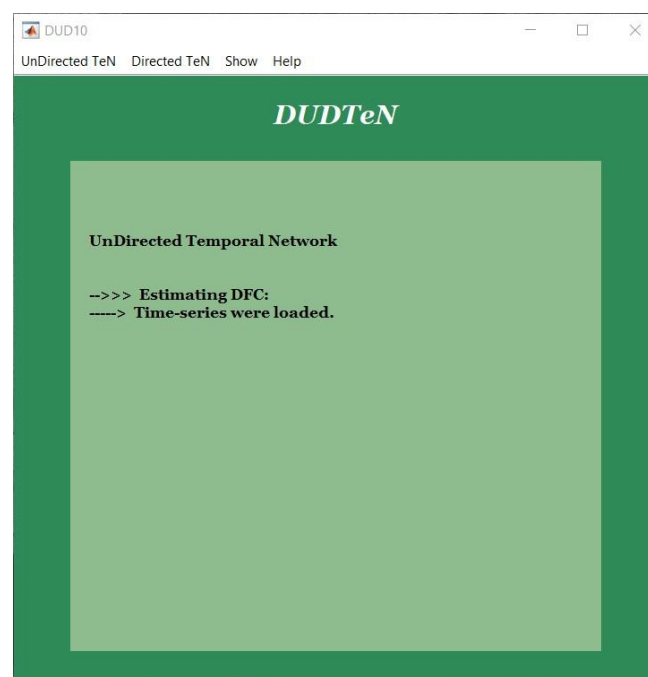 DUD10
UnDirected TeN Directed TeN Show Help
DUDTeN
UnDirected Temporal Network
-->>> Estimating DFC:
-----> Time-series were loaded.